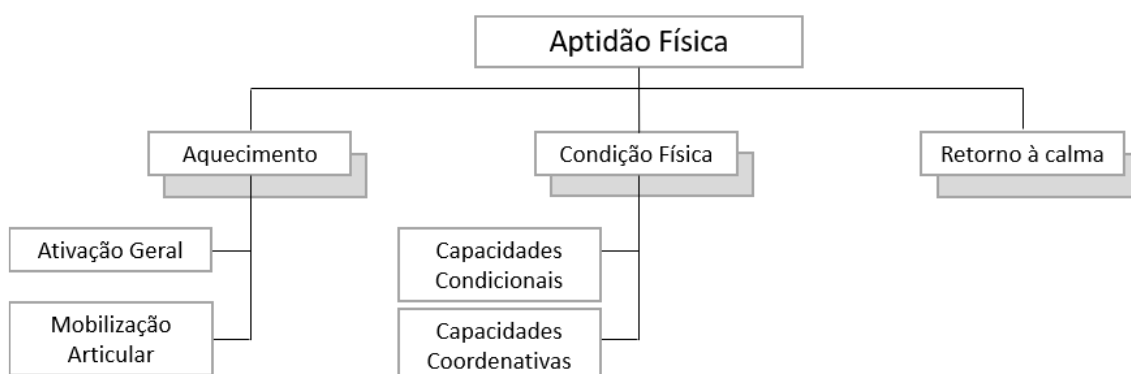 Aptidão Física
Aquecimento
Condição Física
Retorno à calma
Ativação Geral
Mobilização
Articular
Capacidades
Condicionais
Capacidades
Coordenativas